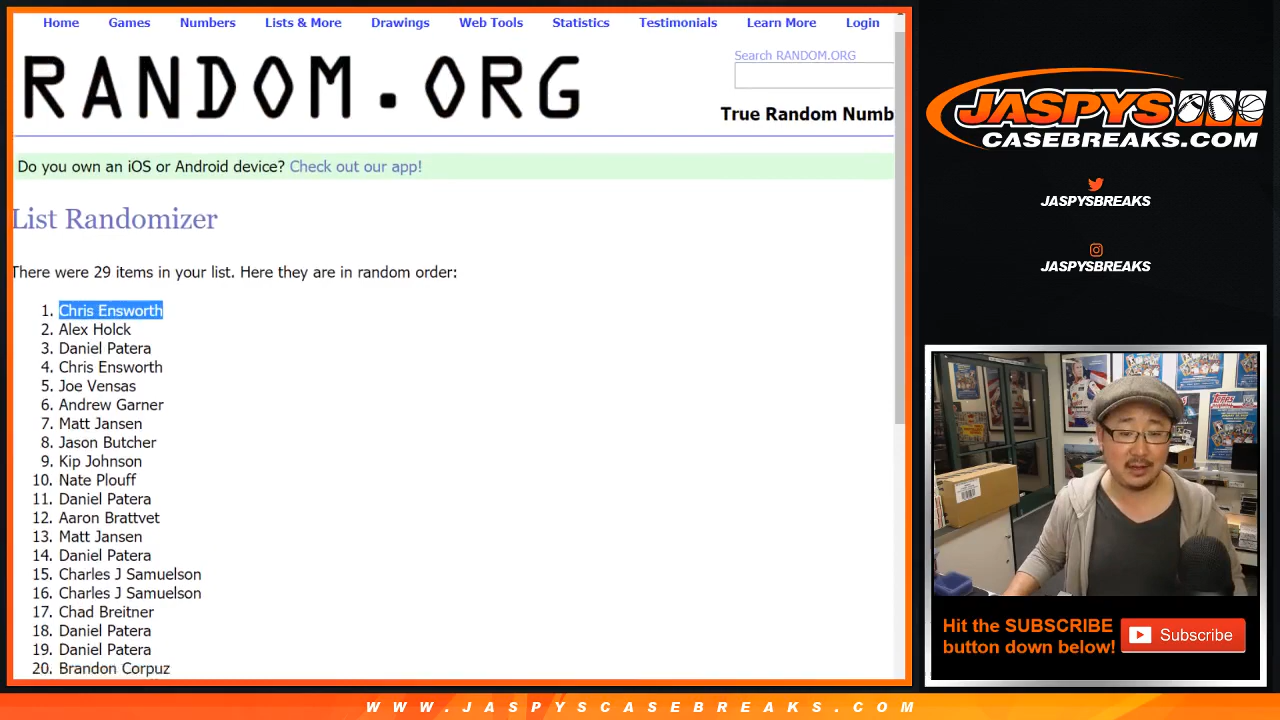 Home Games Numbers Lists & More Drawings Web Tools Statistics Testimonials Learn More Login
RANDOM.ORG
Search RANDOM.ORG
True Random Numb
Do you own an iOS or Android device? Check out our app!
List Randomizer
There were 29 items in your list. Here they are in random order:
1. Chris Ensworth
2. Alex Holck
3. Daniel Patera
4. Chris Ensworth
5. Joe Vensas
6. Andrew Garner
7. Matt Jansen
8. Jason Butcher
9. Kip Johnson
10. Nate Plouff
11. Daniel Patera
12. Aaron Brattvet
13. Matt Jansen
14. Daniel Patera
15. Charles J Samuelson
16. Charles J Samuelson
17. Chad Breitner
18. Daniel Patera
19. Daniel Patera
20. Brandon Corpuz
JASPYS
CASEBREAKS.COM
JASPYSBREAKS
JASPYSBREAKS
Hit the SUBSCRIBE
button down below!
Subscribe
WWW.JASPYSCASEBREAKS.COM